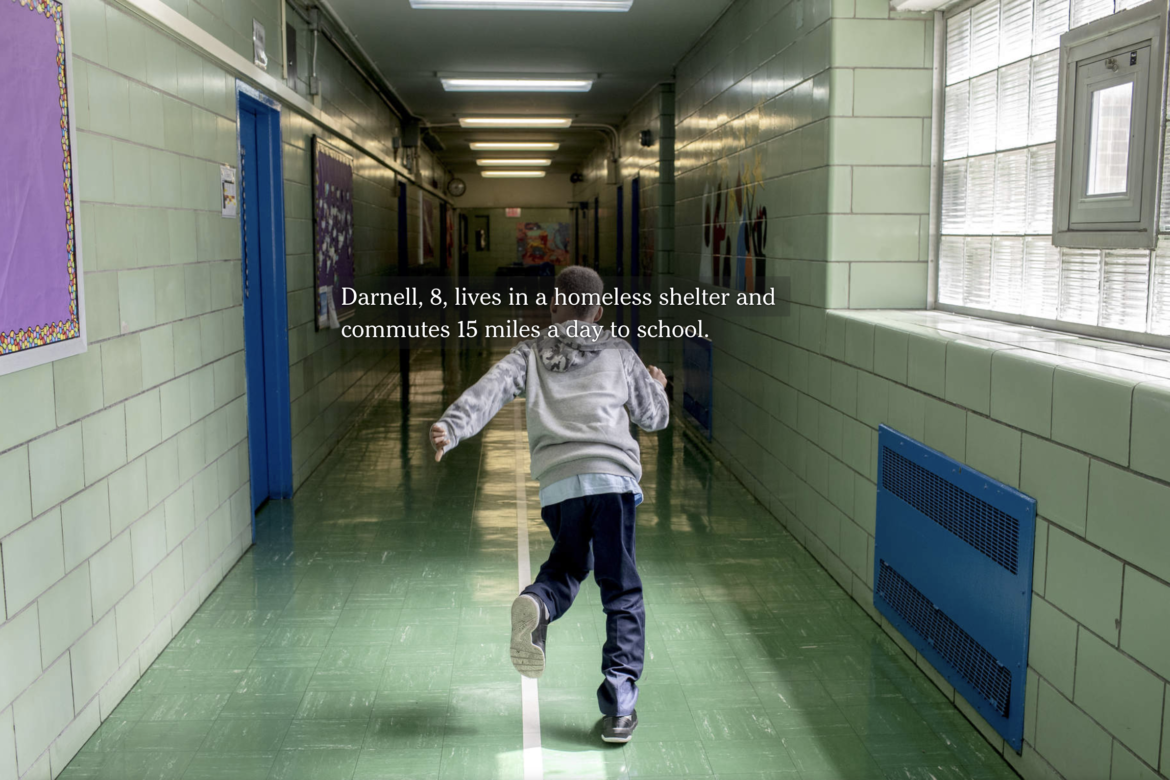 Darnell, 8, lives in a homeless shelter and
commutes 15 miles a day to school.